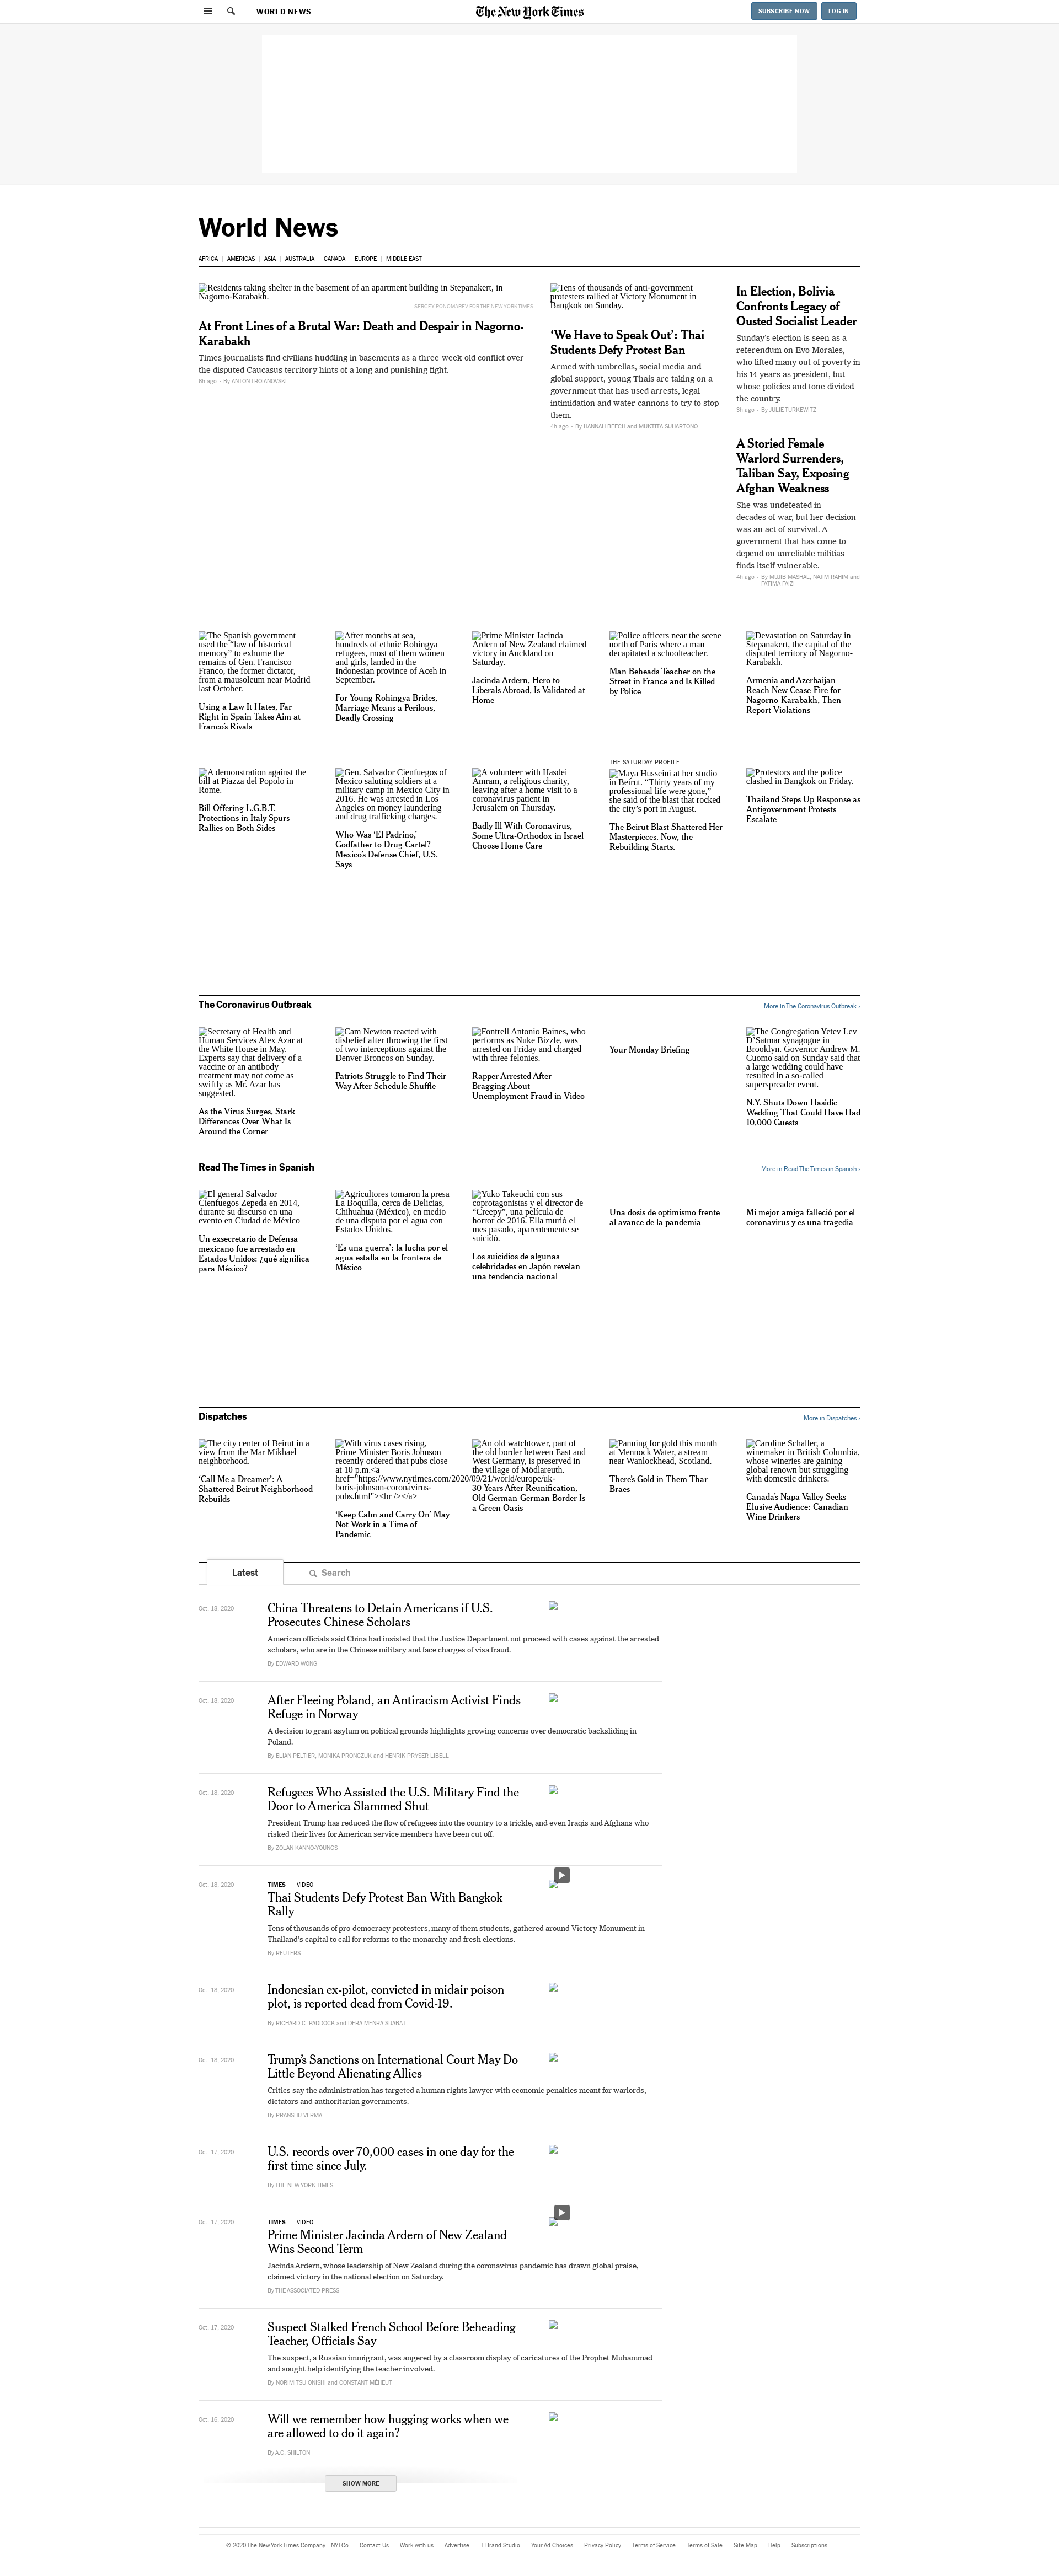 WORLD NEWS
The New York Times
SUBSCRIBE NOW
LOG IN
World News
AFRICA
AMERICAS
ASIA
AUSTRALIA
CANADA
EUROPE
MIDDLE EAST
Residents taking shelter in the basement of an apartment building in Stepanakert, in
Nagorno-Karabakh.
SERGEY PONOMAREV FOR THE NEW YORK TIMES
At Front Lines of a Brutal War: Death and Despair in Nagorno-
Karabakh
Times journalists find civilians huddling in basements as a three-week-old conflict over
the disputed Caucasus territory hints of a long and punishing fight.
6h ago
By ANTON TROIANOVSKI
Tens of thousands of anti-government
protesters rallied at Victory Monument in
Bangkok on Sunday.
‘We Have to Speak Out’: Thai
Students Defy Protest Ban
Armed with umbrellas, social media and
global support, young Thais are taking on a
government that has used arrests, legal
intimidation and water cannons to try to stop
them.
4h ago
By HANNAH BEECH and MUKTITA SUHARTONO
In Election, Bolivia
Confronts Legacy of
Ousted Socialist Leader
Sunday’s election is seen as a
referendum on Evo Morales,
who lifted many out of poverty in
his 14 years as president, but
whose policies and tone divided
the country.
3h ago
By JULIE TURKEWITZ
A Storied Female
Warlord Surrenders,
Taliban Say, Exposing
Afghan Weakness
She was undefeated in
decades of war, but her decision
was an act of survival. A
government that has come to
depend on unreliable militias
finds itself vulnerable.
4h ago
By MUJIB MASHAL, NAJIM RAHIM and
FATIMA FAIZI
The Spanish government
used the “law of historical
memory” to exhume the
remains of Gen. Francisco
Franco, the former dictator,
from a mausoleum near Madrid
last October.
Using a Law It Hates, Far
Right in Spain Takes Aim at
Franco’s Rivals
After months at sea,
hundreds of ethnic Rohingya
refugees, most of them women
and girls, landed in the
Indonesian province of Aceh in
September.
For Young Rohingya Brides,
Marriage Means a Perilous,
Deadly Crossing
Prime Minister Jacinda
Ardern of New Zealand claimed
victory in Auckland on
Saturday.
Jacinda Ardern, Hero to
Liberals Abroad, Is Validated at
Home
Police officers near the scene
north of Paris where a man
decapitated a schoolteacher.
Man Beheads Teacher on the
Street in France and Is Killed
by Police
Devastation on Saturday in
Stepanakert, the capital of the
disputed territory of Nagorno-
Karabakh.
Armenia and Azerbaijan
Reach New Cease-Fire for
Nagorno-Karabakh, Then
Report Violations
A demonstration against the
bill at Piazza del Popolo in
Rome.
Bill Offering L.G.B.T.
Protections in Italy Spurs
Rallies on Both Sides
Gen. Salvador Cienfuegos of
Mexico saluting soldiers at a
military camp in Mexico City in
2016. He was arrested in Los
Angeles on money laundering
and drug trafficking charges.
Who Was ‘El Padrino,’
Godfather to Drug Cartel?
Mexico’s Defense Chief, U.S.
Says
A volunteer with Hasdei
Amram, a religious charity,
leaving after a home visit to a
coronavirus patient in
Jerusalem on Thursday.
Badly Ill With Coronavirus,
Some Ultra-Orthodox in Israel
Choose Home Care
THE SATURDAY PROFILE
Maya Husseini at her studio
in Beirut. “Thirty years of my
professional life were gone,”
she said of the blast that rocked
the city’s port in August.
The Beirut Blast Shattered Her
Masterpieces. Now, the
Rebuilding Starts.
Protestors and the police
clashed in Bangkok on Friday.
Thailand Steps Up Response as
Antigovernment Protests
Escalate
The Coronavirus Outbreak
More in The Coronavirus Outbreak ›
Secretary of Health and
Human Services Alex Azar at
the White House in May.
Experts say that delivery of a
vaccine or an antibody
treatment may not come as
swiftly as Mr. Azar has
suggested.
As the Virus Surges, Stark
Differences Over What Is
Around the Corner
Cam Newton reacted with
disbelief after throwing the first
of two interceptions against the
Denver Broncos on Sunday.
Patriots Struggle to Find Their
Way After Schedule Shuffle
Fontrell Antonio Baines, who
performs as Nuke Bizzle, was
arrested on Friday and charged
with three felonies.
Rapper Arrested After
Bragging About
Unemployment Fraud in Video
Your Monday Briefing
The Congregation Yetev Lev
D’Satmar synagogue in
Brooklyn. Governor Andrew M.
Cuomo said on Sunday said that
a large wedding could have
resulted in a so-called
superspreader event.
N.Y. Shuts Down Hasidic
Wedding That Could Have Had
10,000 Guests
Read The Times in Spanish
More in Read The Times in Spanish ›
El general Salvador
Cienfuegos Zepeda en 2014,
durante su discurso en una
evento en Ciudad de México
Un exsecretario de Defensa
mexicano fue arrestado en
Estados Unidos: ¿qué significa
para México?
Agricultores tomaron la presa
La Boquilla, cerca de Delicias,
Chihuahua (México), en medio
de una disputa por el agua con
Estados Unidos.
‘Es una guerra’: la lucha por el
agua estalla en la frontera de
México
Yuko Takeuchi con sus
coprotagonistas y el director de
“Creepy”, una película de
horror de 2016. Ella murió el
mes pasado, aparentemente se
suicidó.
Los suicidios de algunas
celebridades en Japón revelan
una tendencia nacional
Una dosis de optimismo frente
al avance de la pandemia
Mi mejor amiga falleció por el
coronavirus y es una tragedia
Dispatches
More in Dispatches ›
The city center of Beirut in a
view from the Mar Mikhael
neighborhood.
‘Call Me a Dreamer’: A
Shattered Beirut Neighborhood
Rebuilds
With virus cases rising,
Prime Minister Boris Johnson
recently ordered that pubs close
at 10 p.m.<a
href="https://www.nytimes.com/2020/09/21/world/europe/uk-
boris-johnson-coronavirus-
pubs.html"><br /></a>
‘Keep Calm and Carry On’ May
Not Work in a Time of
Pandemic
An old watchtower, part of
the old border between East and
West Germany, is preserved in
the village of Mödlareuth.
30 Years After Reunification,
Old German-German Border Is
a Green Oasis
Panning for gold this month
at Mennock Water, a stream
near Wanlockhead, Scotland.
There’s Gold in Them Thar
Braes
Caroline Schaller, a
winemaker in British Columbia,
whose wineries are gaining
global renown but struggling
with domestic drinkers.
Canada’s Napa Valley Seeks
Elusive Audience: Canadian
Wine Drinkers
Latest
Search
Oct. 18, 2020
China Threatens to Detain Americans if U.S.
Prosecutes Chinese Scholars
American officials said China had insisted that the Justice Department not proceed with cases against the arrested
scholars, who are in the Chinese military and face charges of visa fraud.
By EDWARD WONG
Oct. 18, 2020
After Fleeing Poland, an Antiracism Activist Finds
Refuge in Norway
A decision to grant asylum on political grounds highlights growing concerns over democratic backsliding in
Poland.
By ELIAN PELTIER, MONIKA PRONCZUK and HENRIK PRYSER LIBELL
Oct. 18, 2020
Refugees Who Assisted the U.S. Military Find the
Door to America Slammed Shut
President Trump has reduced the flow of refugees into the country to a trickle, and even Iraqis and Afghans who
risked their lives for American service members have been cut off.
By ZOLAN KANNO-YOUNGS
Oct. 18, 2020
TIMES | VIDEO
Thai Students Defy Protest Ban With Bangkok
Rally
Tens of thousands of pro-democracy protesters, many of them students, gathered around Victory Monument in
Thailand’s capital to call for reforms to the monarchy and fresh elections.
By REUTERS
Oct. 18, 2020
Indonesian ex-pilot, convicted in midair poison
plot, is reported dead from Covid-19.
By RICHARD C. PADDOCK and DERA MENRA SIJABAT
Oct. 18, 2020
Trump’s Sanctions on International Court May Do
Little Beyond Alienating Allies
Critics say the administration has targeted a human rights lawyer with economic penalties meant for warlords,
dictators and authoritarian governments.
By PRANSHU VERMA
Oct. 17, 2020
U.S. records over 70,000 cases in one day for the
first time since July.
By THE NEW YORK TIMES
Oct. 17, 2020
TIMES | VIDEO
Prime Minister Jacinda Ardern of New Zealand
Wins Second Term
Jacinda Ardern, whose leadership of New Zealand during the coronavirus pandemic has drawn global praise,
claimed victory in the national election on Saturday.
By THE ASSOCIATED PRESS
Oct. 17, 2020
Suspect Stalked French School Before Beheading
Teacher, Officials Say
The suspect, a Russian immigrant, was angered by a classroom display of caricatures of the Prophet Muhammad
and sought help identifying the teacher involved.
By NORIMITSU ONISHI and CONSTANT MÉHEUT
Oct. 16, 2020
Will we remember how hugging works when we
are allowed to do it again?
By A.C. SHILTON
SHOW MORE
© 2020 The New York Times Company
NYTCo
Contact Us
Work with us
Advertise
T Brand Studio
Your Ad Choices
Privacy Policy
Terms of Service
Terms of Sale
Site Map
Help
Subscriptions